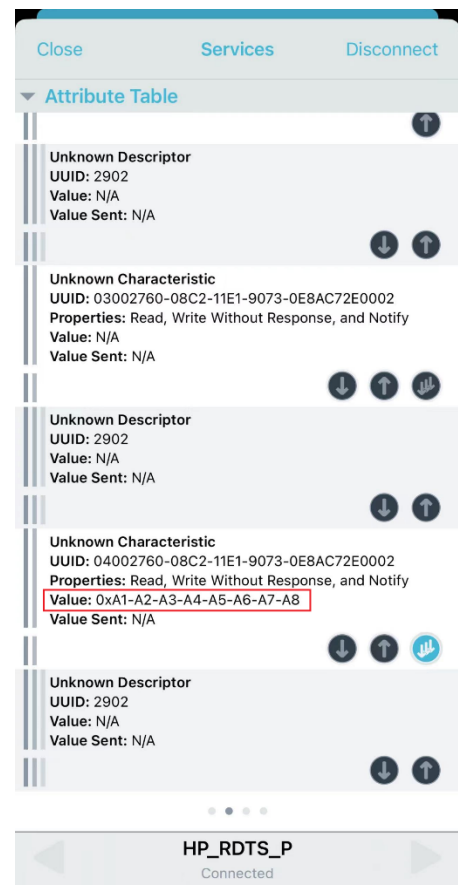 Close Services Disconnect
Attribute Table
Unknown Descriptor
UUID: 2902
Value: N/A
Value Sent: N/A
Unknown Characteristic
UUID: 03002760-08C2-11E1-9073-0E8AC72E0002
Properties: Read, Write Without Response, and Notify
Value: N/A
Value Sent: N/A
Unknown Descriptor
UUID: 2902
Value: N/A
Value Sent: N/A
Unknown Characteristic
UUID: 04002760-08C2-11E1-9073-0E8AC72E0002
Properties: Read, Write Without Response, and Notify
Value: 0xA1-A2-A3-A4-A5-A6-A7-A8
Value Sent: N/A
Unknown Descriptor
UUID: 2902
Value: N/A
Value Sent: N/A
HP_RDTS_P
Connected